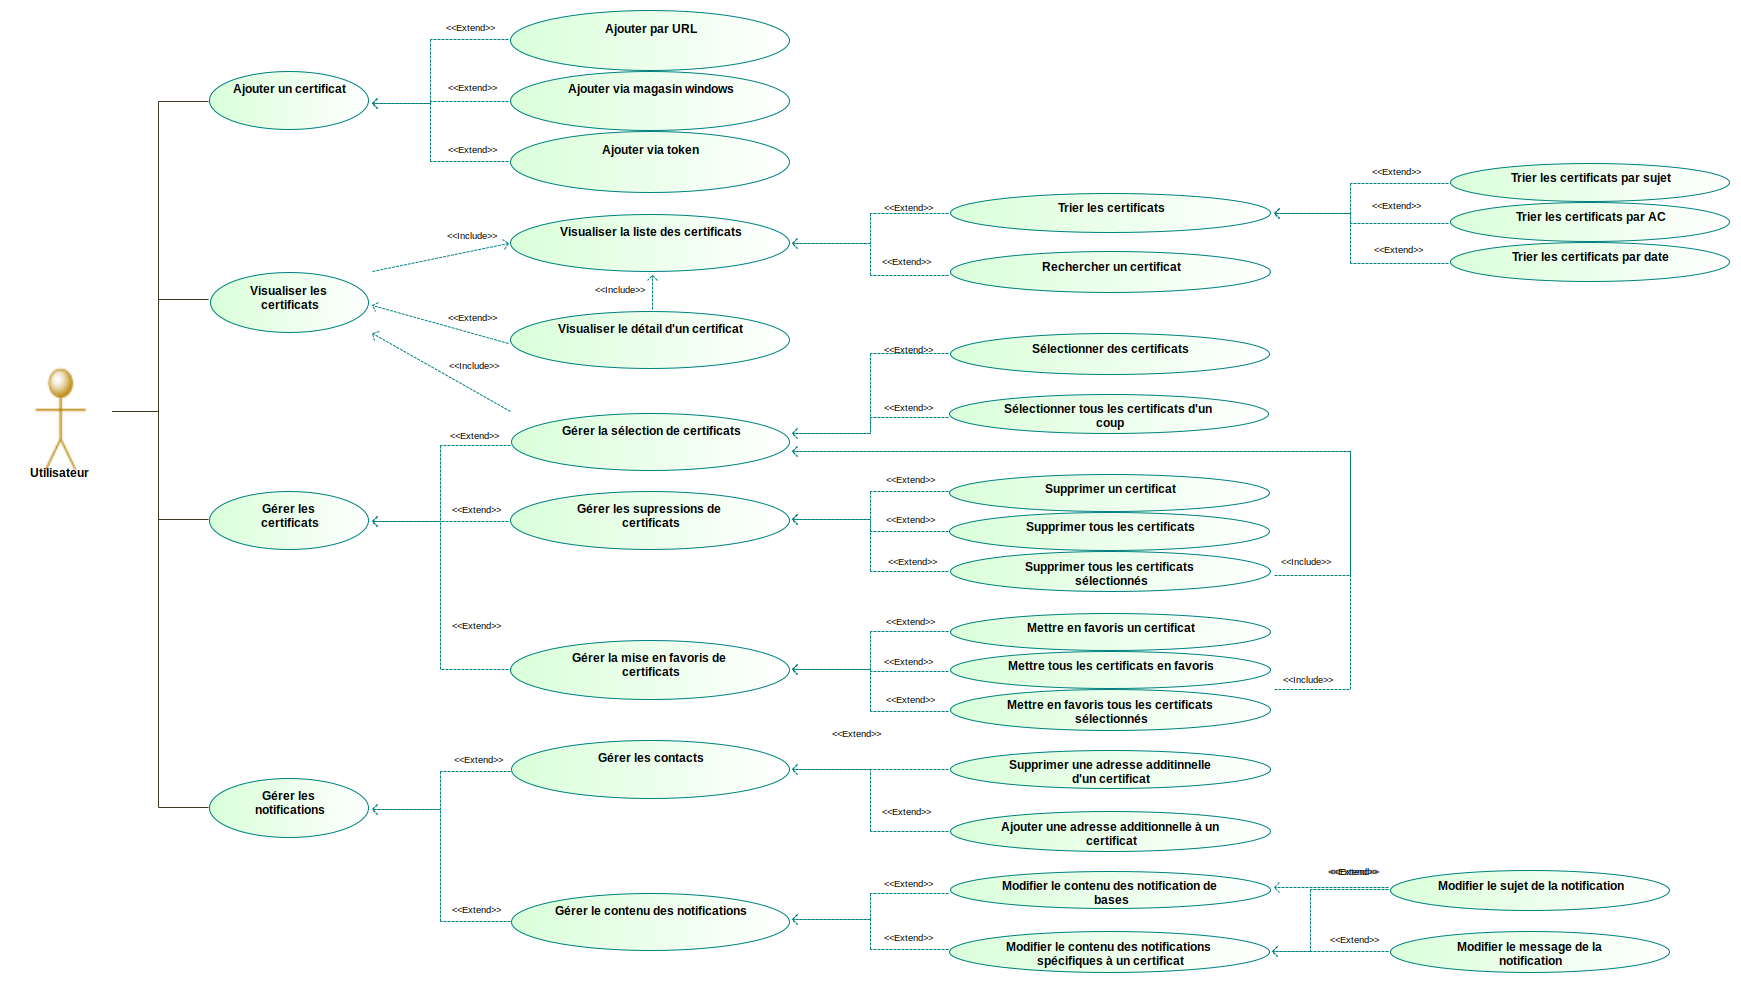 <<Extend>>
Ajouter par URL
Ajouter un certificat
<<Extend>>
Ajouter via magasin windows
<<Extend>>
Ajouter via token
Visualiser les
certificats
<<Include>>
Visualiser la liste des certificats
<<Extend>>
Trier les certificats
<<Extend>>
Trier les certificats par sujet
<<Extend>>
Trier les certificats par AC
<<Extend>>
Trier les certificats par date
<<Extend>>
Rechercher un certificat
<<Include>>
<<Extend>>
Visualiser le détail d'un certificat
<<Include>>
<<Extend>>
Sélectionner des certificats
<<Extend>>
Sélectionner tous les certificats d'un
coup
Utilisateur
Gérer les
certificats
<<Extend>>
Gérer la sélection de certificats
<<Extend>>
Gérer les supressions de
certificats
<<Extend>>
Supprimer un certificat
<<Extend>>
Supprimer tous les certificats
<<Extend>>
Supprimer tous les certificats
sélectionnés
<<Include>>
<<Extend>>
Gérer la mise en favoris de
certificats
<<Extend>>
Mettre en favoris un certificat
<<Extend>>
Mettre tous les certificats en favoris
<<Extend>>
Mettre en favoris tous les certificats
sélectionnés
<<Include>>
Gérer les
notifications
<<Extend>>
Gérer les contacts
<<Extend>>
Supprimer une adresse additinnelle
d'un certificat
<<Extend>>
Ajouter une adresse additionnelle à un
certificat
<<Extend>>
Gérer le contenu des notifications
<<Extend>>
Modifier le contenu des notification de
bases
<<Extend>>
Modifier le contenu des notifications
spécifiques à un certificat
Modifier le sujet de la notification
<<Extend>>
Modifier le message de la
notification